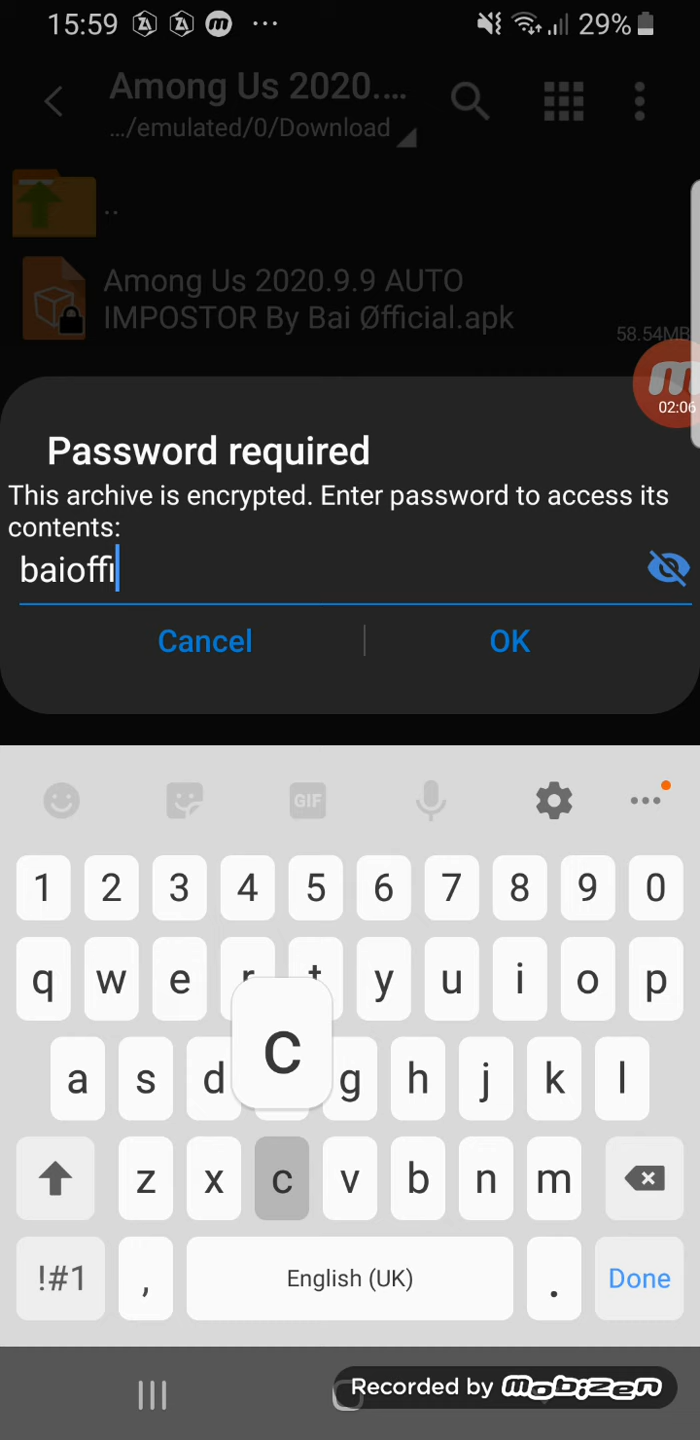 15:59
29%
Among Us 2020....
.../emulated/0/Download
..
Among Us 2020.9.9 AUTO
IMPOSTOR By Bai Øfficial.apk
58.54MB
02:06
Password required
This archive is encrypted. Enter password to access its
contents:
baioffi
Cancel
OK
GIF
1 2 3 4 5 6 7 8 9 0
q w e r t y u i o p
c
a s d g h j k l
z x c v b n m
!#1 , English (UK) . Done
Recorded by mobizen